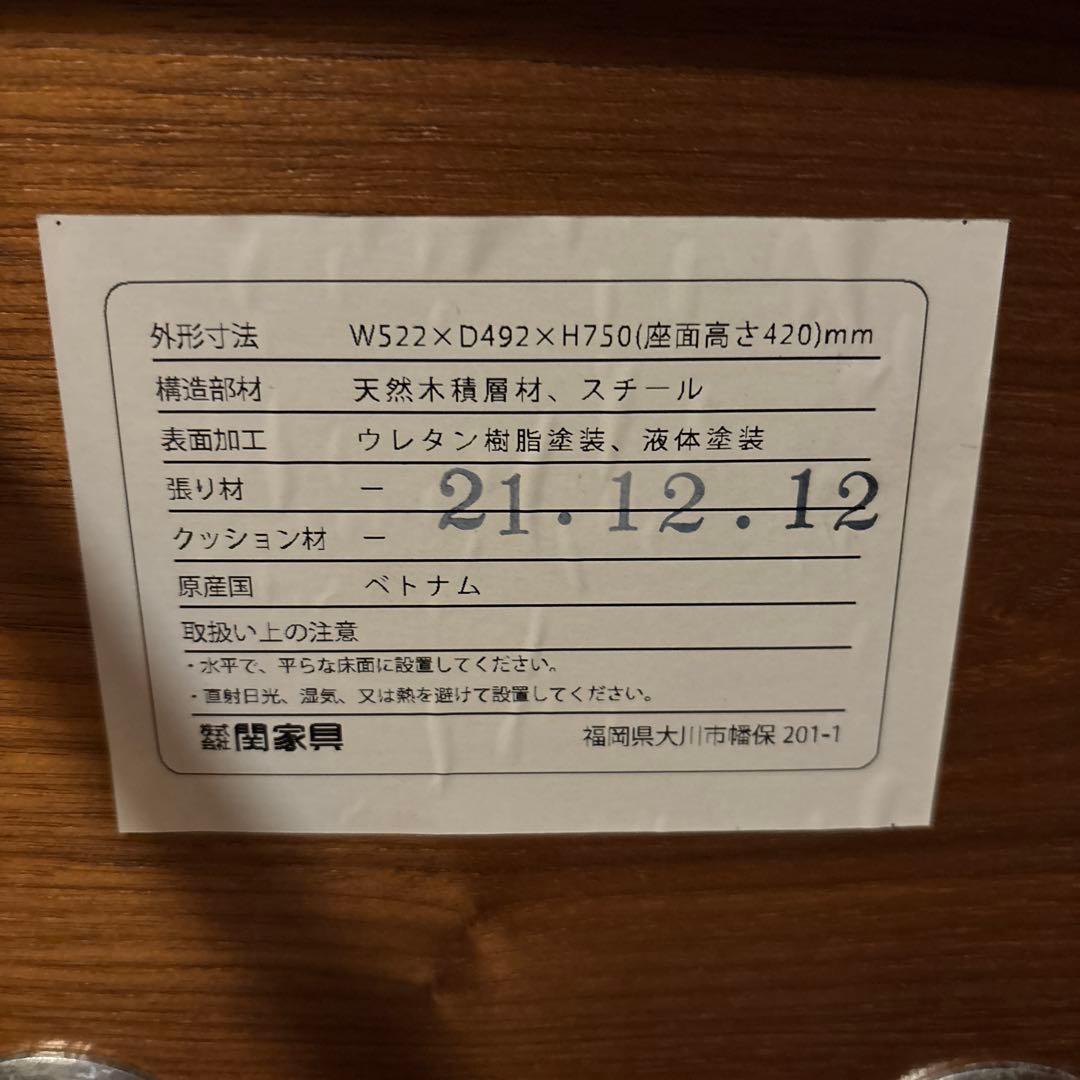 外形寸法 W522×D492×H750(座面高さ420)mm
構造部材 天然木積層材、スチール
表面加工 ウレタン樹脂塗装、液体塗装
張り材 −
21.12.12
クッション材 −
原産国 ベトナム
取扱い上の注意
・水平で、平らな床面に設置してください。
・直射日光、湿気、又は熱を避けて設置してください。
株式会社 関家具 福岡県大川市幡保 201-1